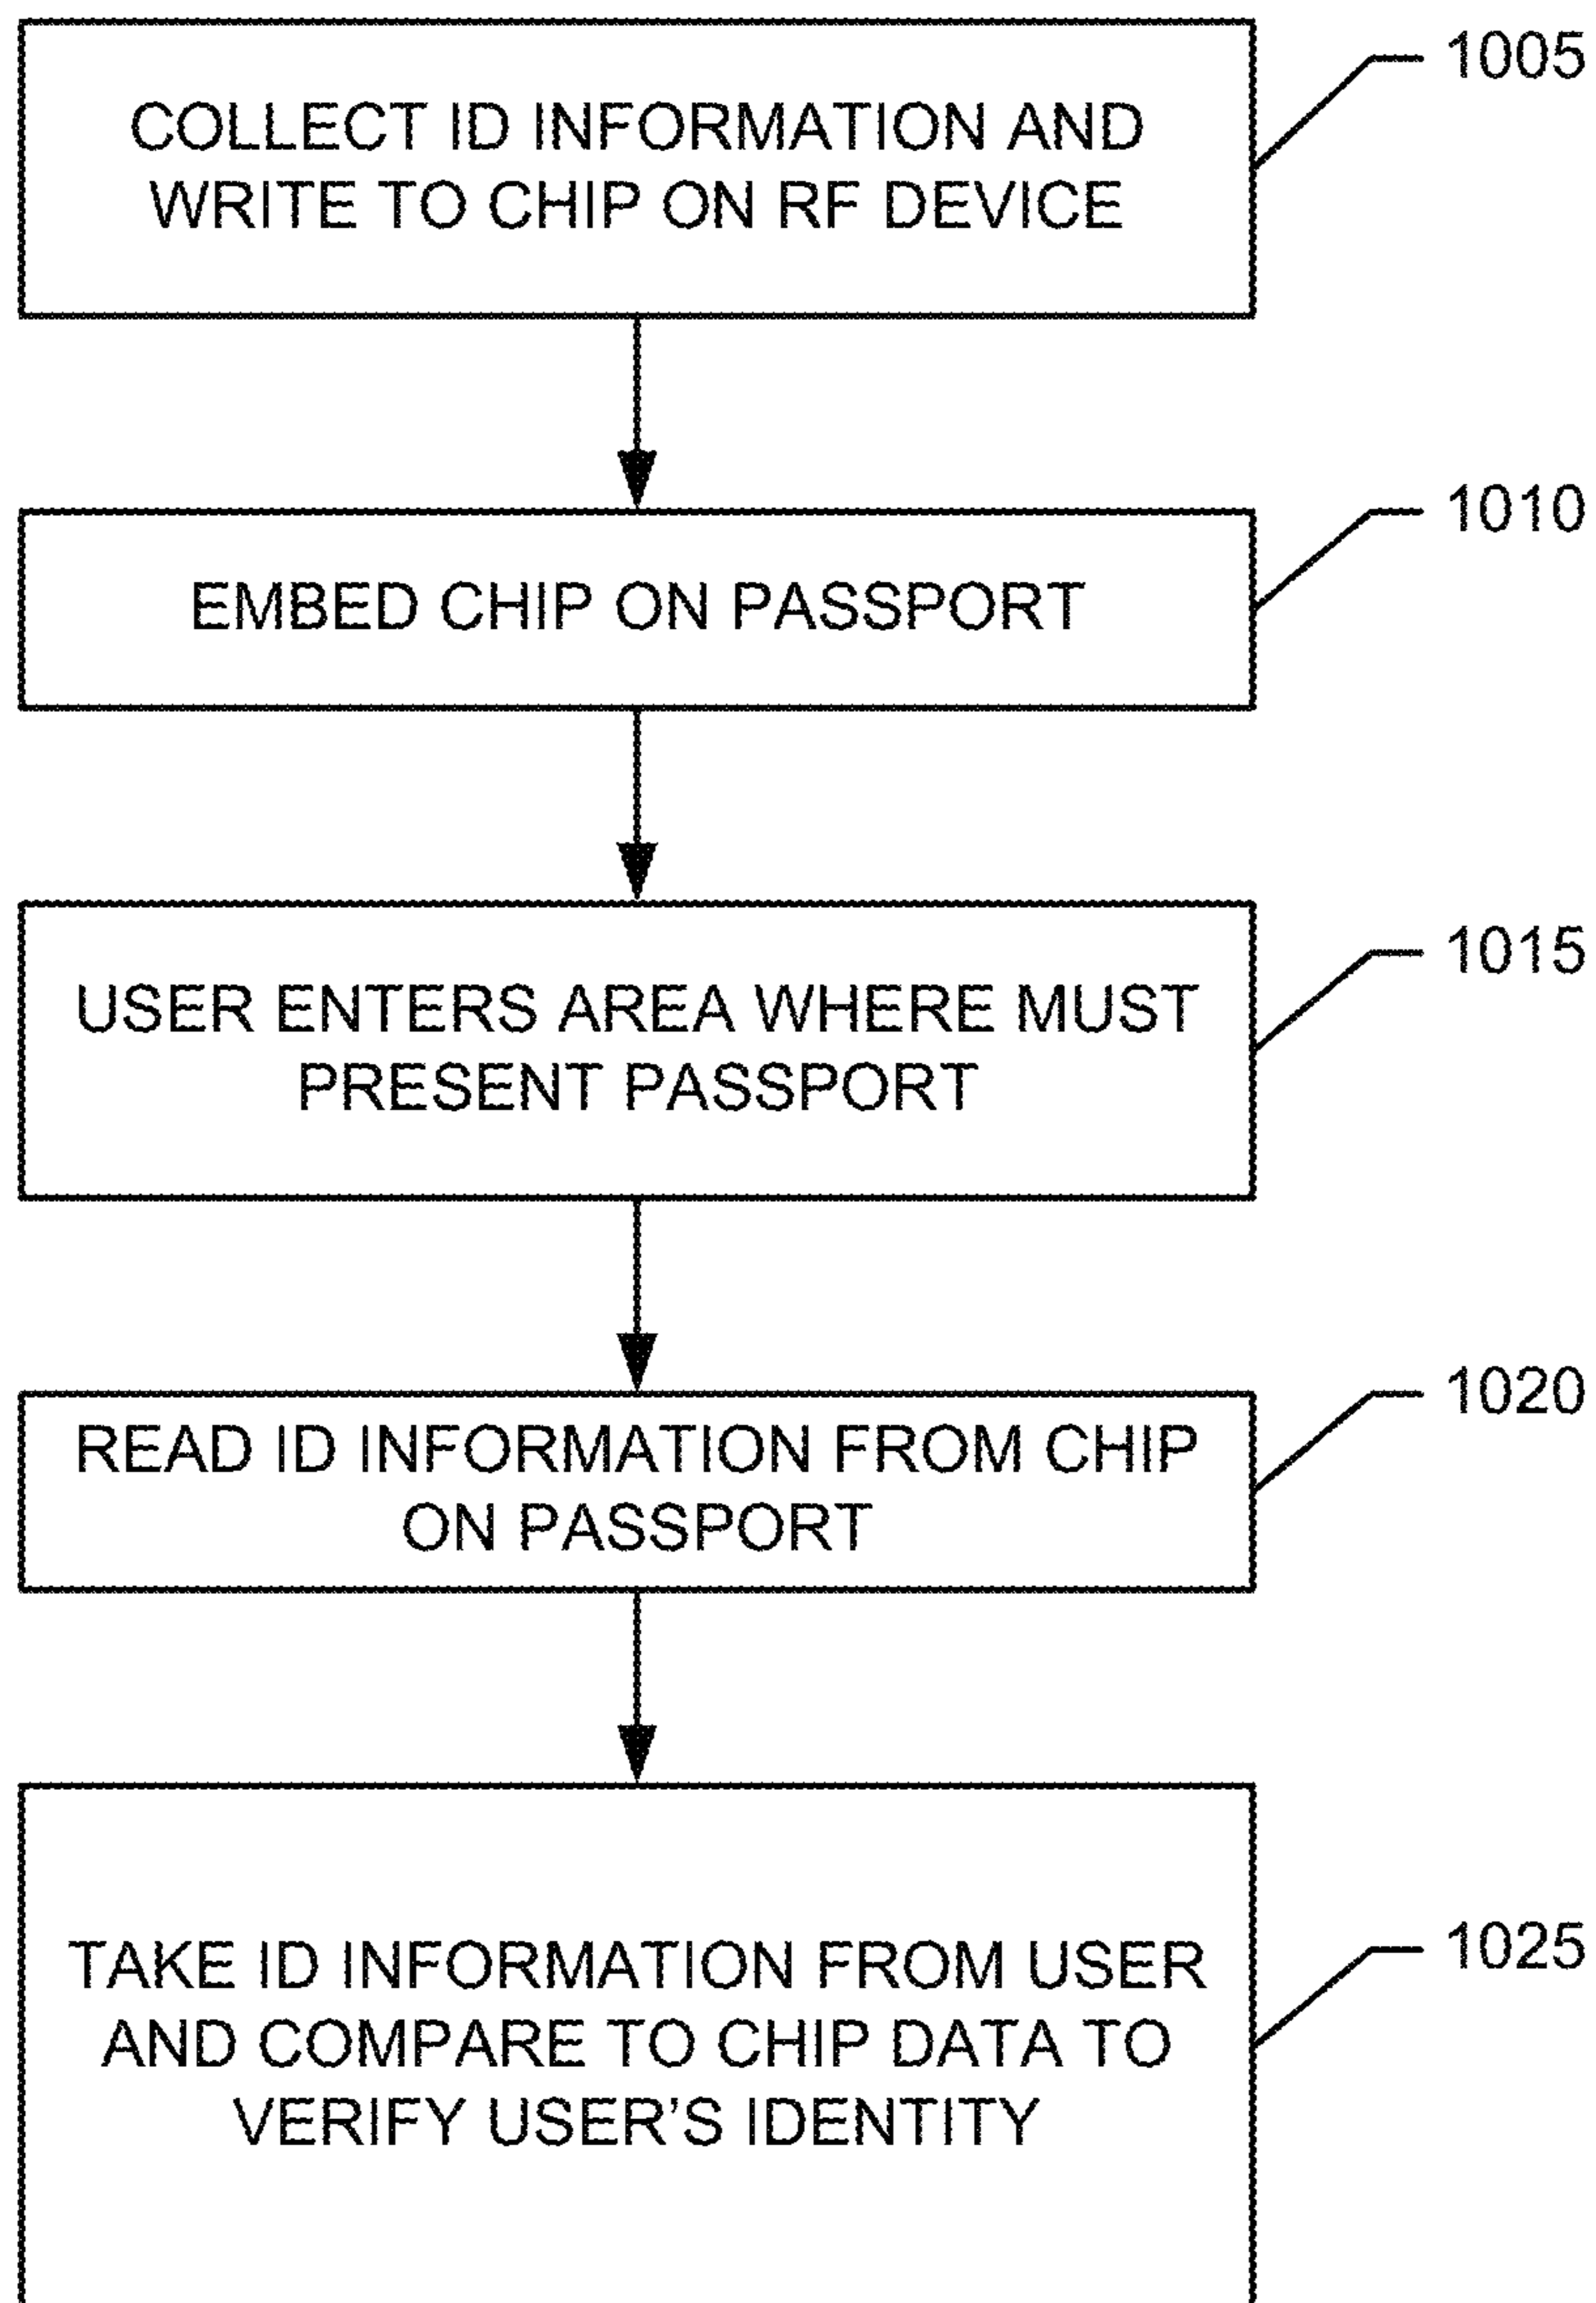 1005
COLLECT ID INFORMATION AND
WRITE TO CHIP ON RF DEVICE
1010
EMBED CHIP ON PASSPORT
1015
USER ENTERS AREA WHERE MUST
PRESENT PASSPORT
1020
READ ID INFORMATION FROM CHIP
ON PASSPORT
1025
TAKE ID INFORMATION FROM USER
AND COMPARE TO CHIP DATA TO
VERIFY USER’S IDENTITY